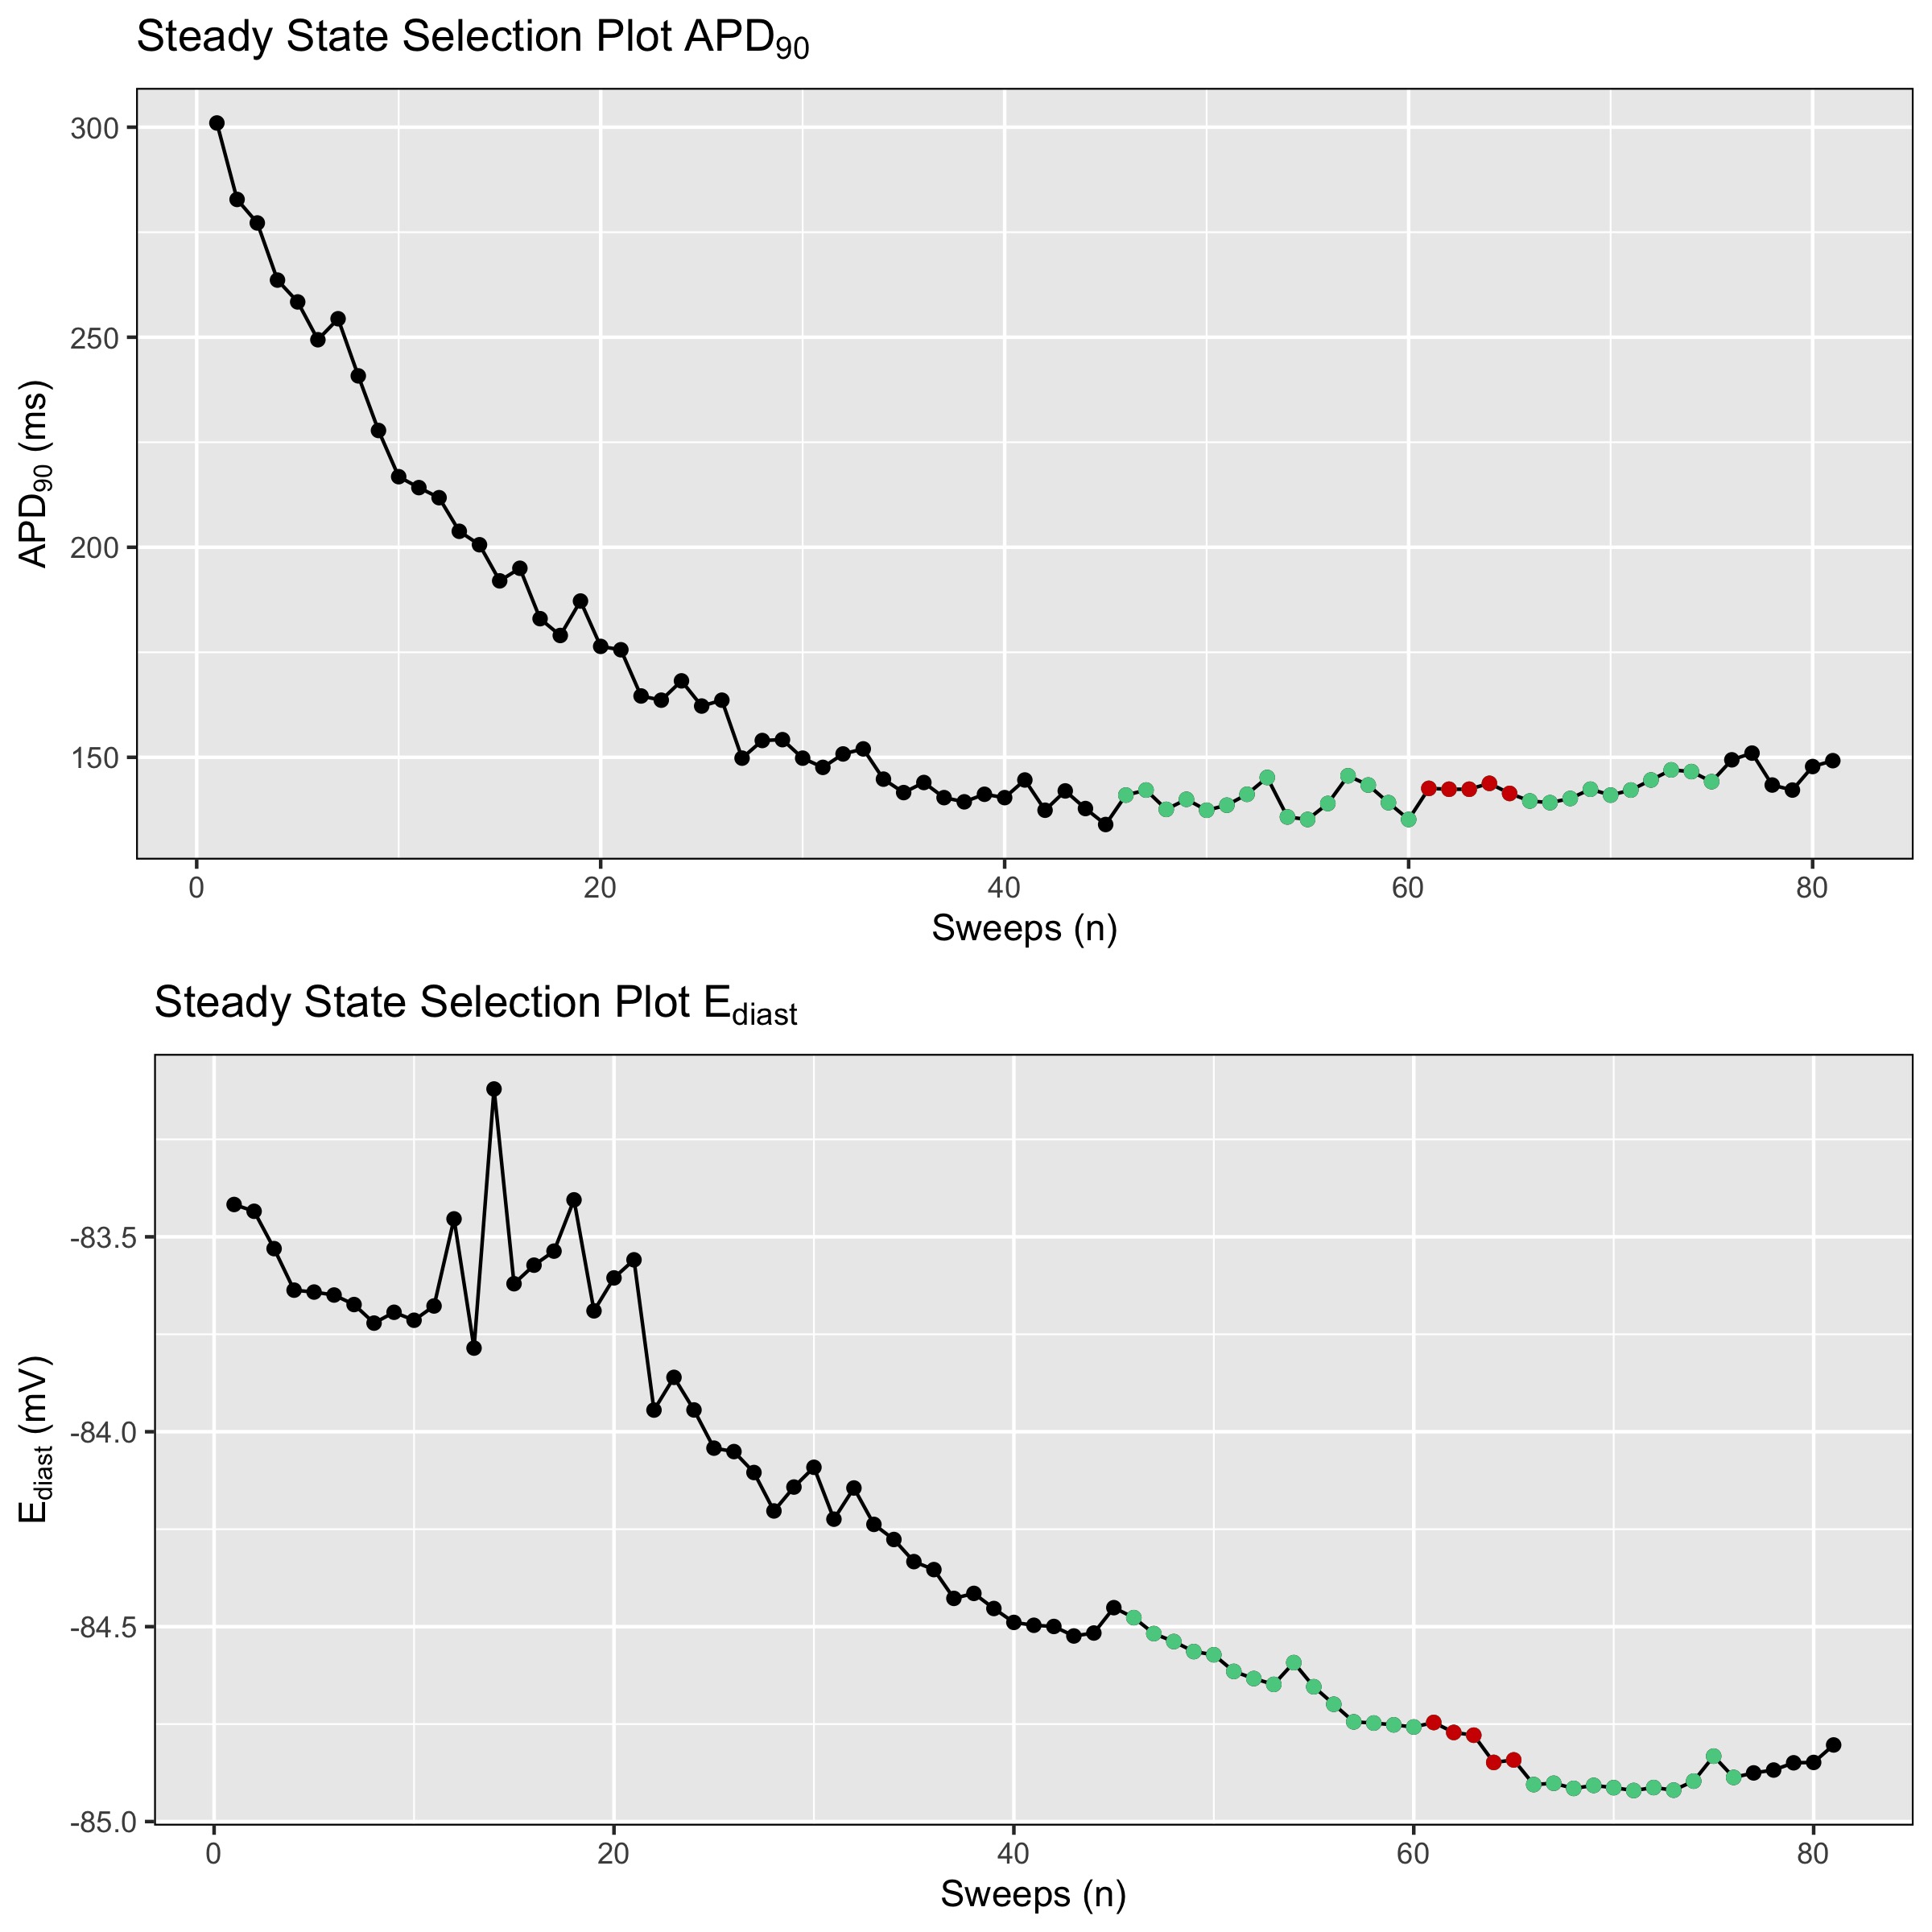 Steady State Selection Plot APD90
300
250
200
150
APD90 (ms)
0 20 40 60 80
Sweeps (n)
Steady State Selection Plot Ediast
-83.5
-84.0
-84.5
-85.0
Ediast (mV)
0 20 40 60 80
Sweeps (n)